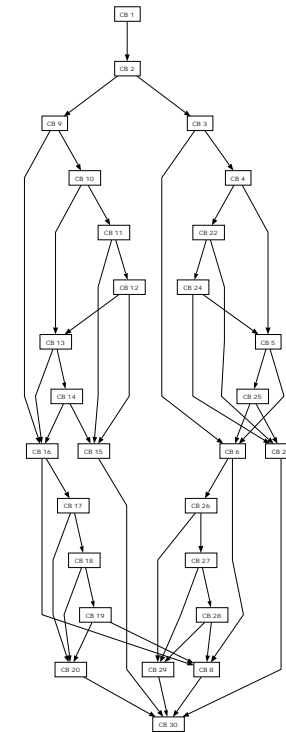 CB 1
CB 2
CB 9
CB 3
CB 10
CB 4
CB 11
CB 22
CB 12
CB 24
CB 13
CB 5
CB 14
CB 25
CB 16
CB 15
CB 6
CB 17
CB 26
CB 18
CB 27
CB 19
CB 28
CB 20
CB 29
CB 8
CB 30